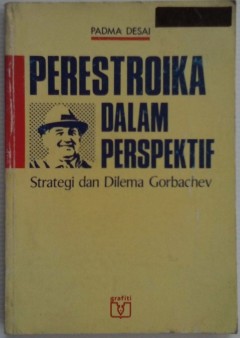 PADMA DESAI
PERESTROIKA
DALAM
PERSPEKTIF
Strategi dan Dilema Gorbachev
grafiti